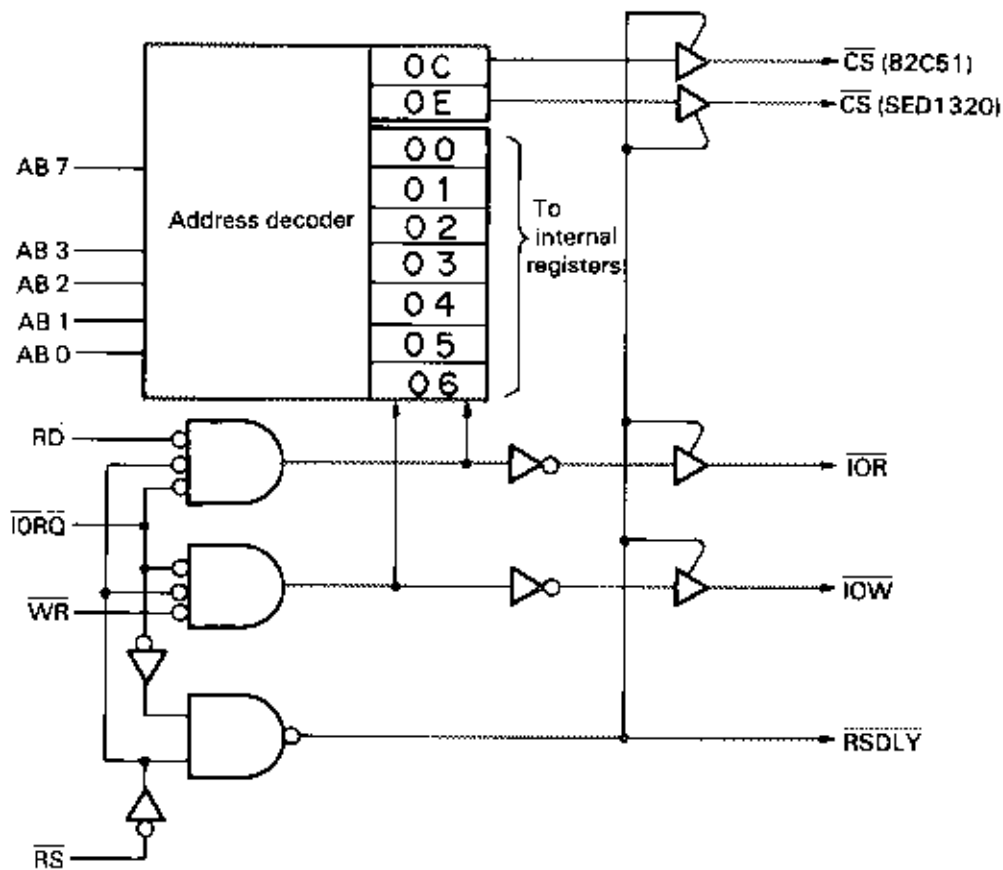 0C
CS (82C51)
0E
CS (SED1320)
00
AB 7
01
To
Address decoder
02
internal
AB 3
03
registers
AB 2
04
AB 1
05
AB 0
06
RD
IOR
IORQ
IOW
WR
RSDLY
RS